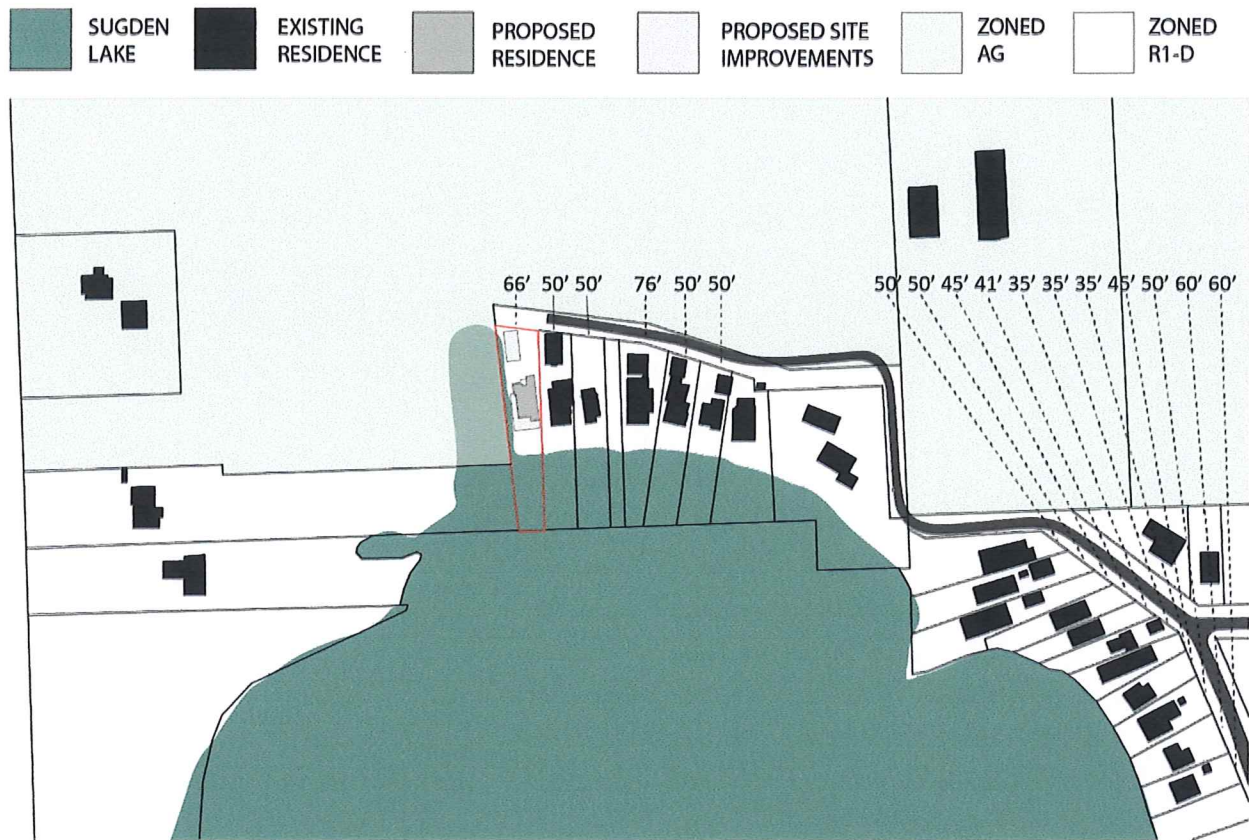 SUGDEN
LAKE
EXISTING
RESIDENCE
PROPOSED
RESIDENCE
PROPOSED SITE
IMPROVEMENTS
ZONED
AG
ZONED
R1-D
66' 50' 50' 76' 50' 50'
50' 50' 45' 41' 35' 35' 35' 45' 50' 60' 60'